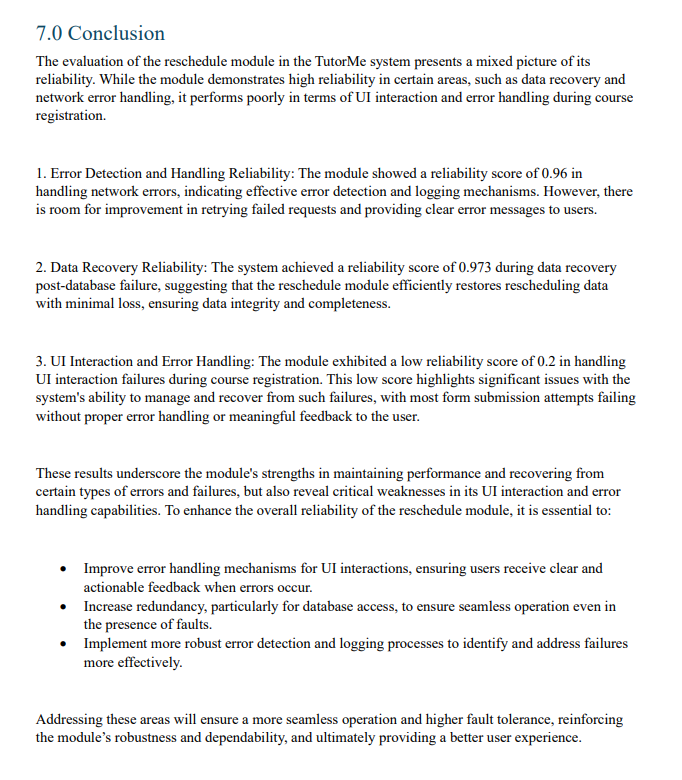 7.0 Conclusion
The evaluation of the reschedule module in the TutorMe system presents a mixed picture of its
reliability. While the module demonstrates high reliability in certain areas, such as data recovery and
network error handling, it performs poorly in terms of UI interaction and error handling during course
registration.
1. Error Detection and Handling Reliability: The module showed a reliability score of 0.96 in
handling network errors, indicating effective error detection and logging mechanisms. However, there
is room for improvement in retrying failed requests and providing clear error messages to users.
2. Data Recovery Reliability: The system achieved a reliability score of 0.973 during data recovery
post-database failure, suggesting that the reschedule module efficiently restores rescheduling data
with minimal loss, ensuring data integrity and completeness.
3. UI Interaction and Error Handling: The module exhibited a low reliability score of 0.2 in handling
UI interaction failures during course registration. This low score highlights significant issues with the
system's ability to manage and recover from such failures, with most form submission attempts failing
without proper error handling or meaningful feedback to the user.
These results underscore the module's strengths in maintaining performance and recovering from
certain types of errors and failures, but also reveal critical weaknesses in its UI interaction and error
handling capabilities. To enhance the overall reliability of the reschedule module, it is essential to:
• Improve error handling mechanisms for UI interactions, ensuring users receive clear and
actionable feedback when errors occur.
• Increase redundancy, particularly for database access, to ensure seamless operation even in
the presence of faults.
• Implement more robust error detection and logging processes to identify and address failures
more effectively.
Addressing these areas will ensure a more seamless operation and higher fault tolerance, reinforcing
the module’s robustness and dependability, and ultimately providing a better user experience.